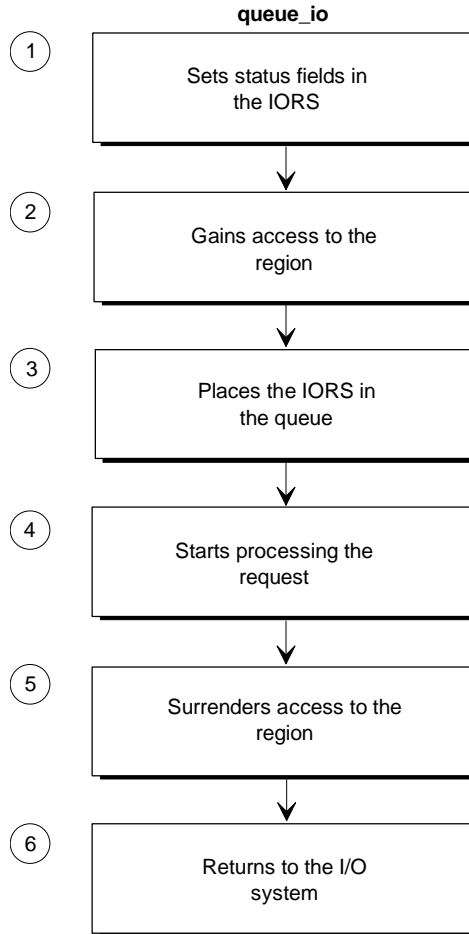 queue_io
1
Sets status fields in
the IORS
2
Gains access to the
region
3
Places the IORS in
the queue
4
Starts processing the
request
5
Surrenders access to the
region
6
Returns to the I/O
system